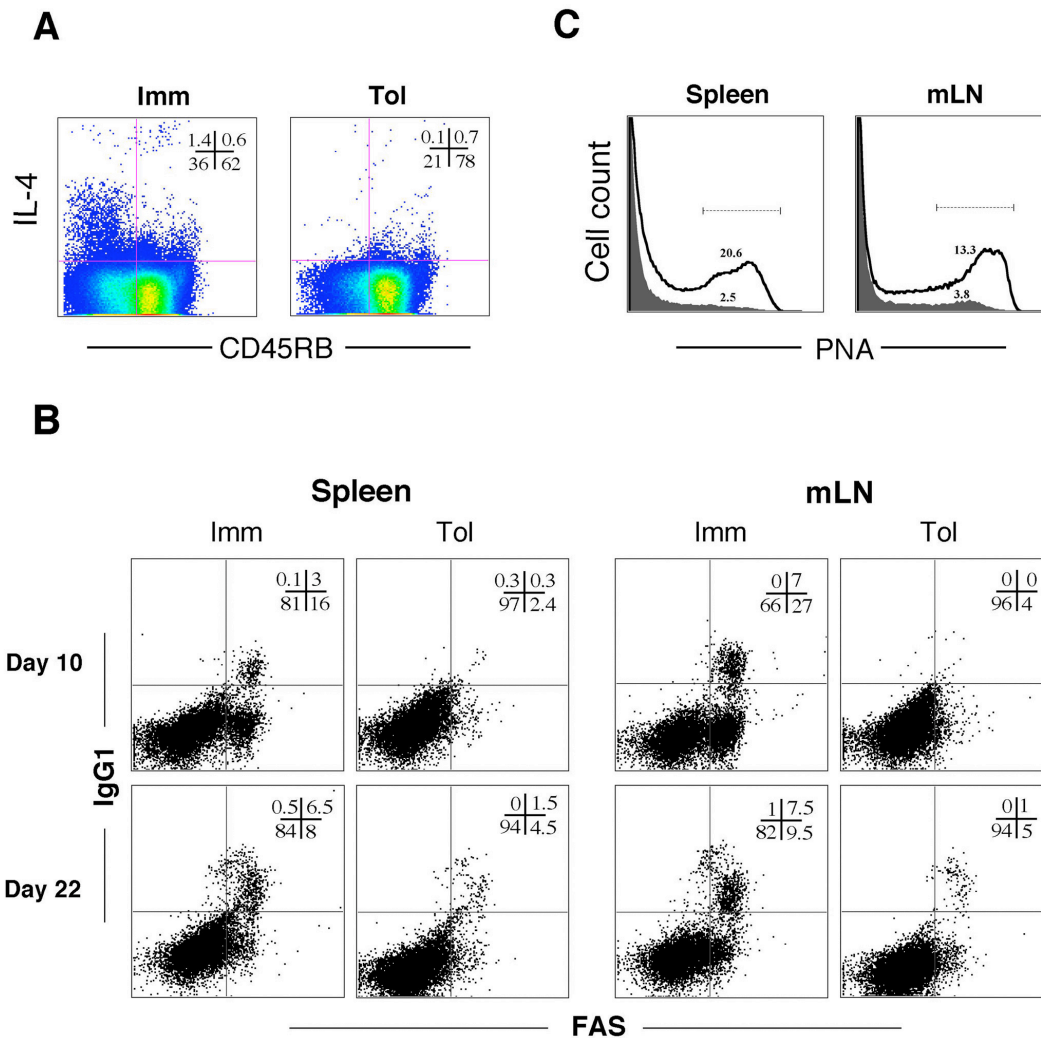 A
Imm
Tol
IL-4
1.4 0.6
36 62
0.1 0.7
21 78
CD45RB
C
Spleen
mLN
Cell count
20.6
2.5
13.3
3.8
PNA
B
Spleen
mLN
Imm
Tol
Imm
Tol
Day 10
0.1 3
81 16
0.3 0.3
97 2.4
0 7
66 27
0 0
96 4
IgG1
Day 22
0.5 6.5
84 8
0 1.5
94 4.5
1 7.5
82 9.5
0 1
94 5
FAS